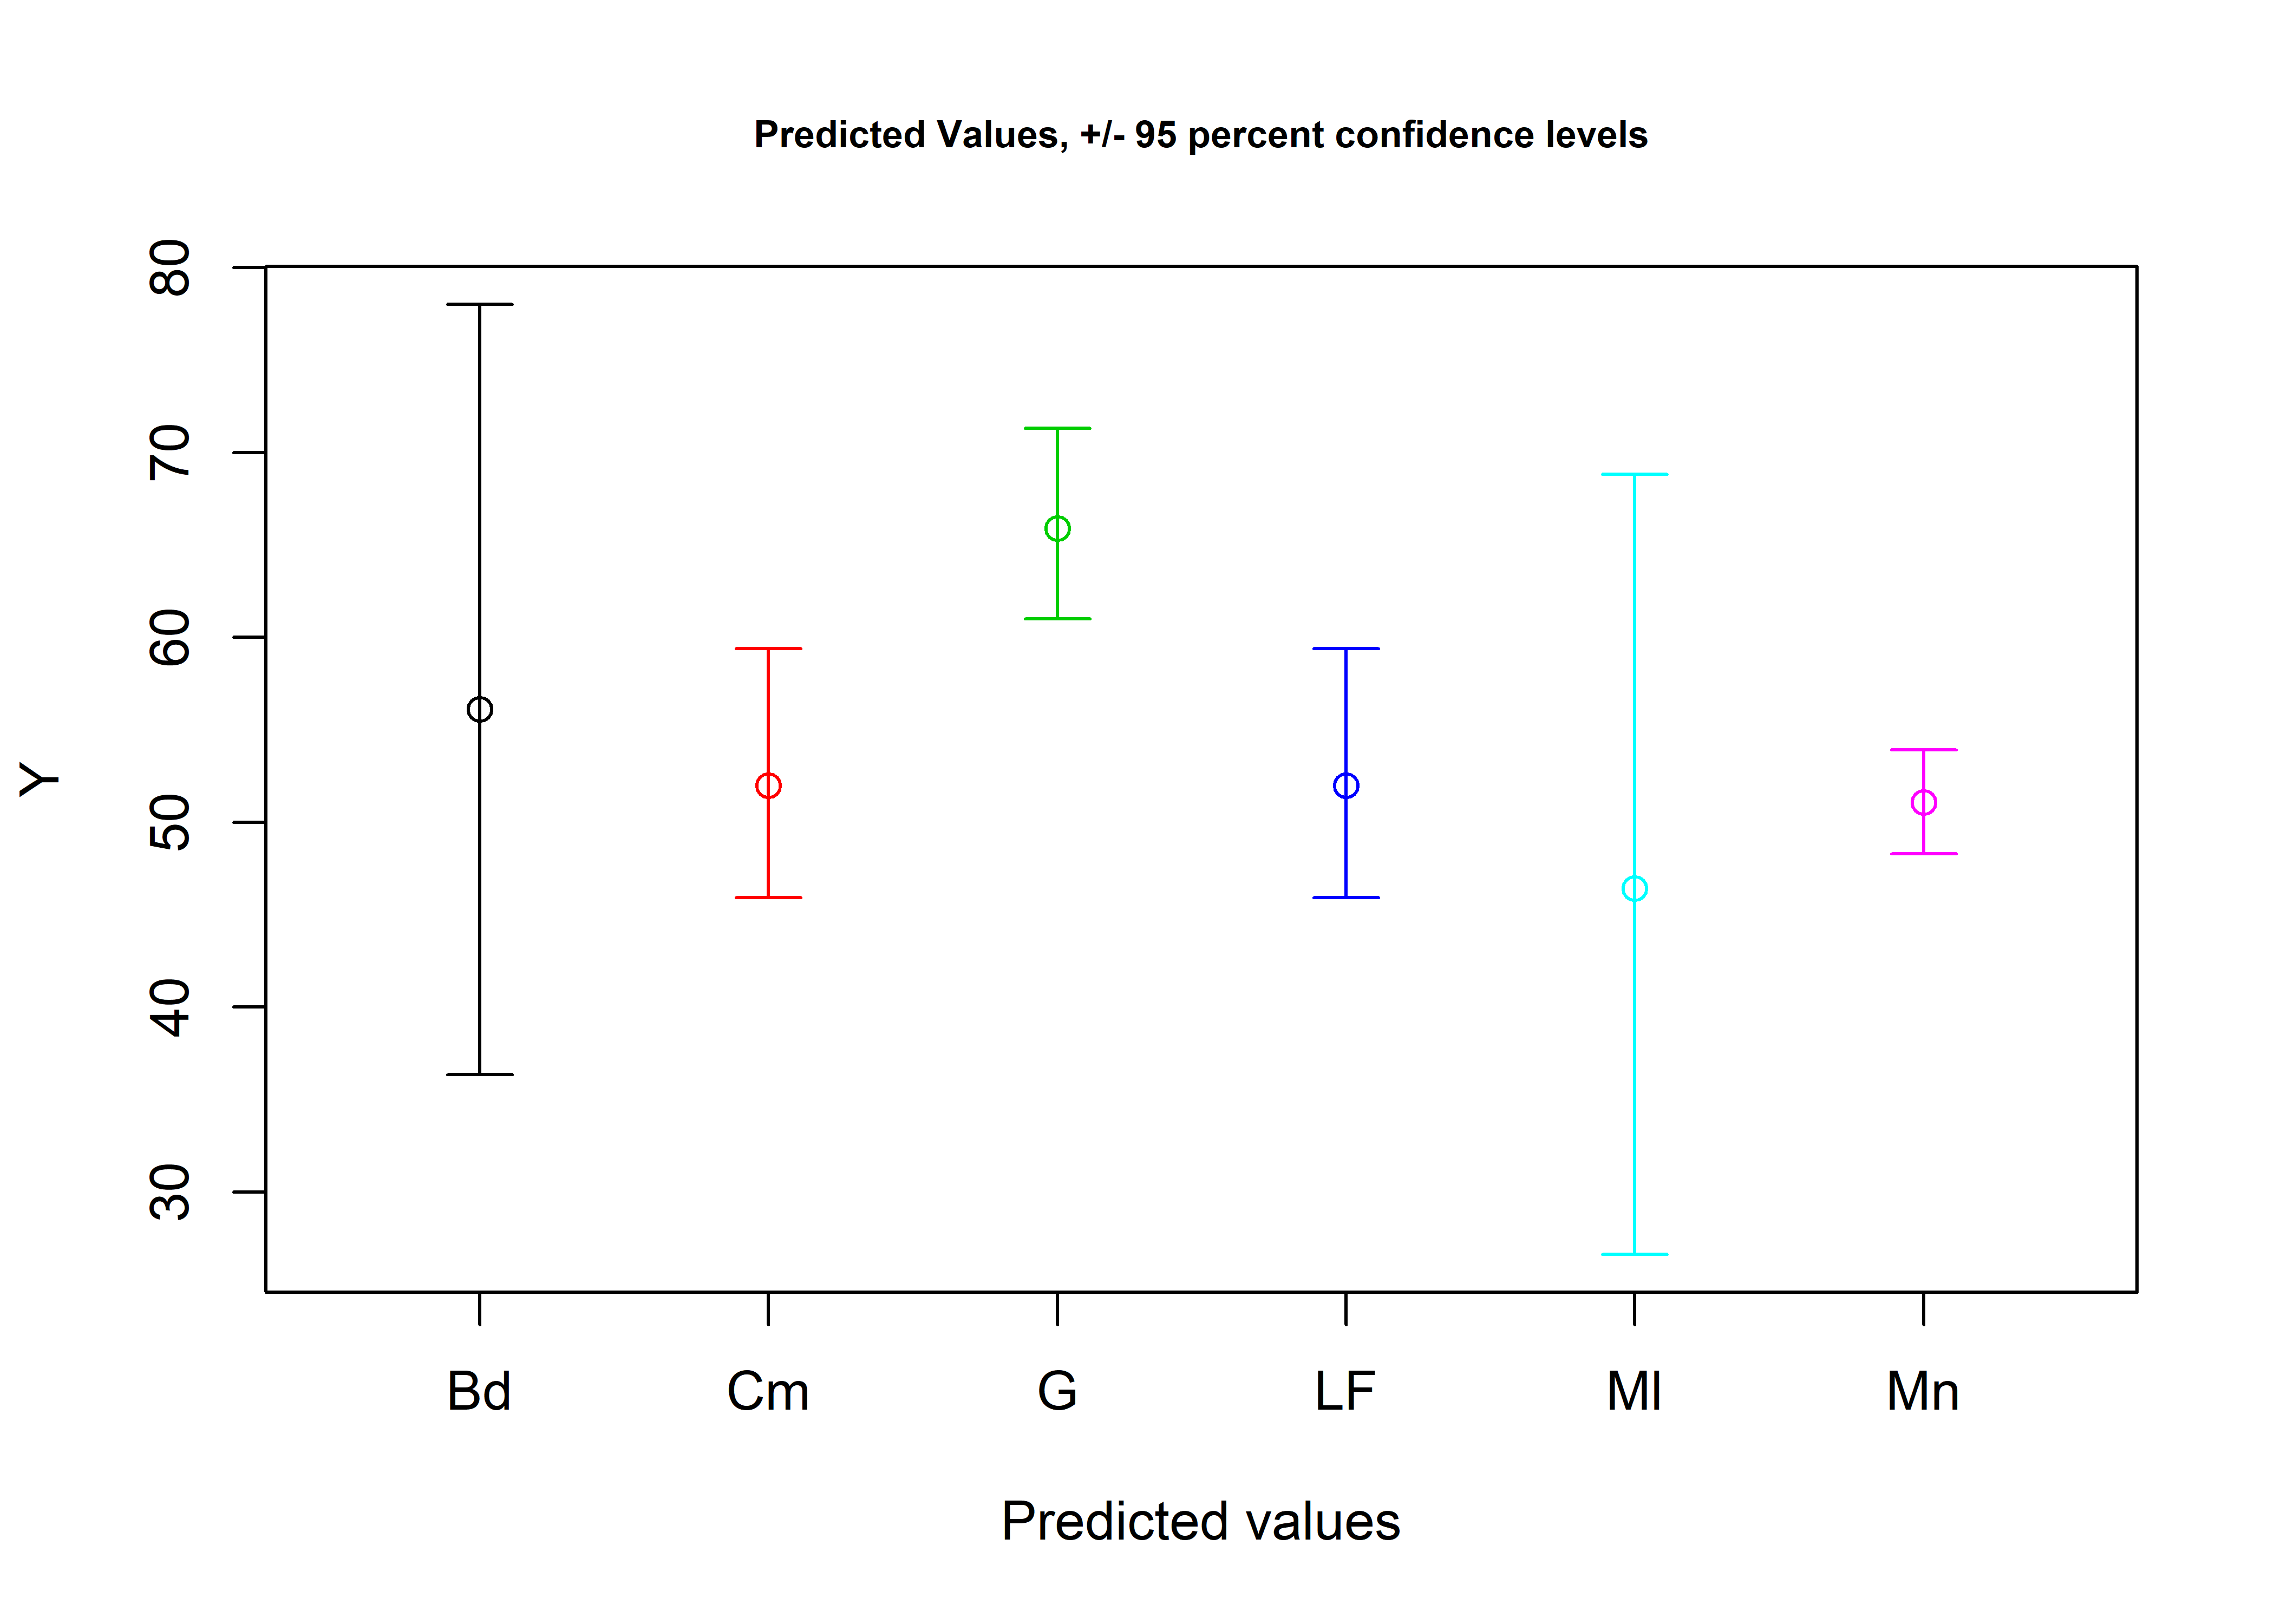 Predicted Values, +/- 95 percent confidence levels
80
70
60
50
40
30
Y
Bd Cm G LF Ml Mn
Predicted values